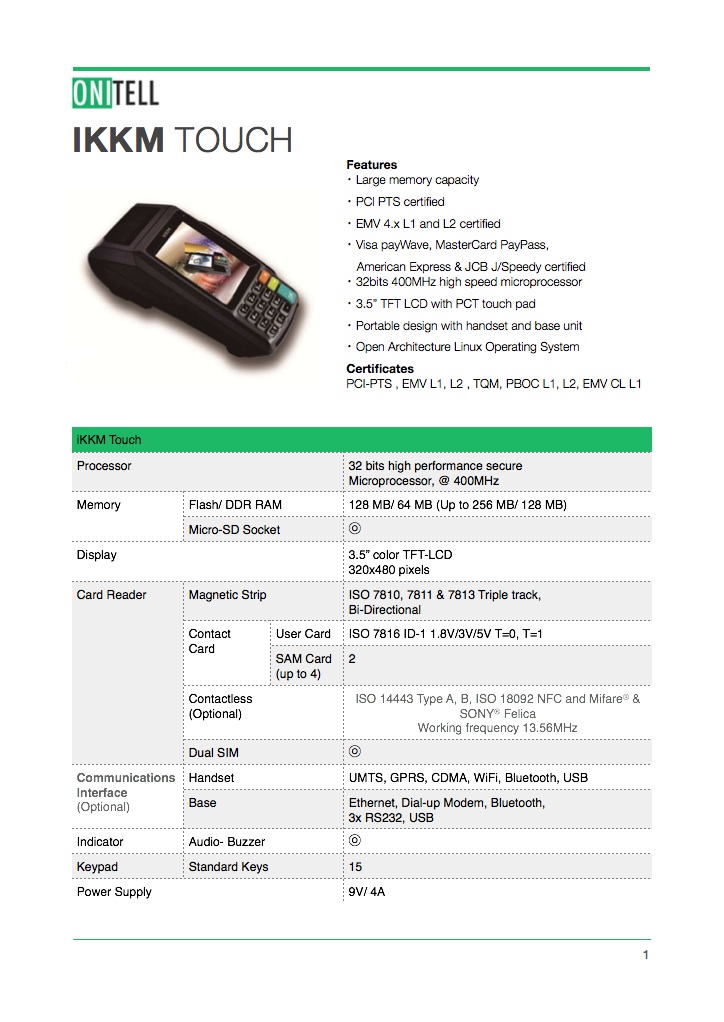 ONITELL
IKKM TOUCH
Features
· Large memory capacity
· PCI PTS certified
· EMV 4.x L1 and L2 certified
· Visa payWave, MasterCard PayPass,
American Express & JCB J/Speedy certified
· 32bits 400MHz high speed microprocessor
· 3.5” TFT LCD with PCT touch pad
· Portable design with handset and base unit
· Open Architecture Linux Operating System
Certificates
PCI-PTS , EMV L1, L2 , TQM, PBOC L1, L2, EMV CL L1
iKKM Touch
Processor
32 bits high performance secure
Microprocessor, @ 400MHz
Memory
Flash/ DDR RAM
128 MB/ 64 MB (Up to 256 MB/ 128 MB)
Micro-SD Socket
◎
Display
3.5” color TFT-LCD
320x480 pixels
Card Reader
Magnetic Strip
ISO 7810, 7811 & 7813 Triple track,
Bi-Directional
Contact
Card
User Card
ISO 7816 ID-1 1.8V/3V/5V T=0, T=1
SAM Card
(up to 4)
2
Contactless
(Optional)
ISO 14443 Type A, B, ISO 18092 NFC and Mifare® &
SONY® Felica
Working frequency 13.56MHz
Dual SIM
◎
Communications
Interface
(Optional)
Handset
UMTS, GPRS, CDMA, WiFi, Bluetooth, USB
Base
Ethernet, Dial-up Modem, Bluetooth,
3x RS232, USB
Indicator
Audio- Buzzer
◎
Keypad
Standard Keys
15
Power Supply
9V/ 4A
1